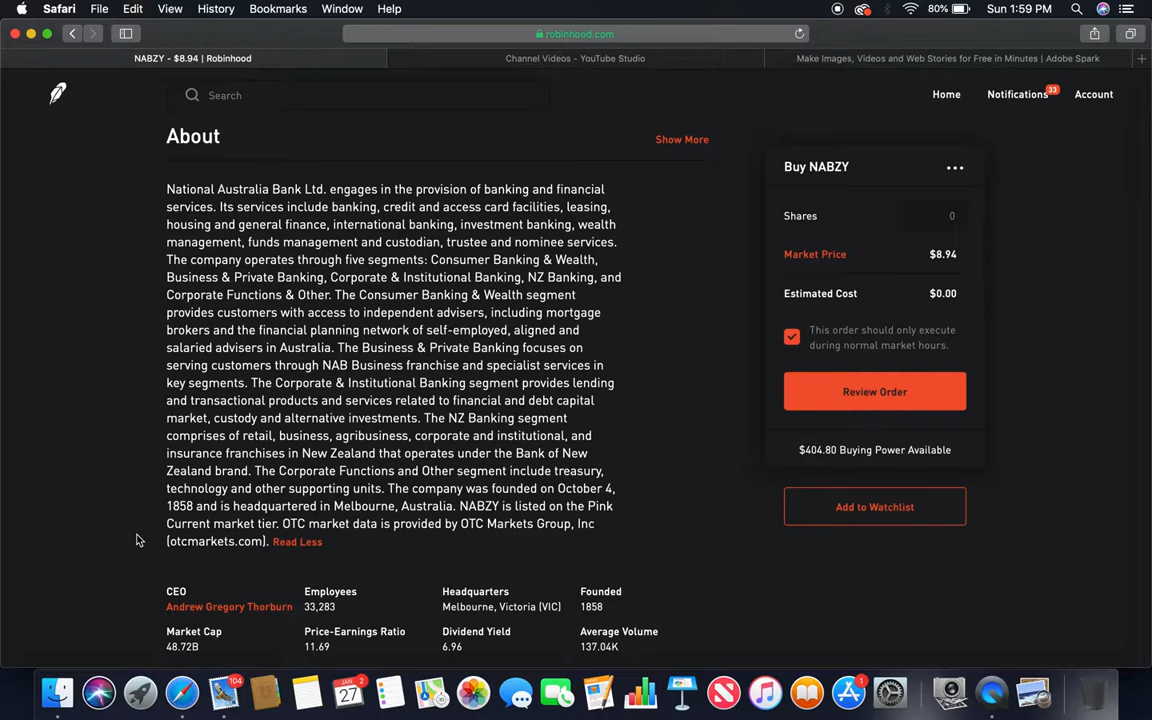 Safari File Edit View History Bookmarks Window Help 80% Sun 1:59 PM
robinhood.com
NABZY - $8.94 | Robinhood Channel Videos - YouTube Studio Make Images, Videos and Web Stories for Free in Minutes | Adobe Spark
Search Home Notifications 33 Account
About Show More
National Australia Bank Ltd. engages in the provision of banking and financial
services. Its services include banking, credit and access card facilities, leasing,
housing and general finance, international banking, investment banking, wealth
management, funds management and custodian, trustee and nominee services.
The company operates through five segments: Consumer Banking & Wealth,
Business & Private Banking, Corporate & Institutional Banking, NZ Banking, and
Corporate Functions & Other. The Consumer Banking & Wealth segment
provides customers with access to independent advisers, including mortgage
brokers and the financial planning network of self-employed, aligned and
salaried advisers in Australia. The Business & Private Banking focuses on
serving customers through NAB Business franchise and specialist services in
key segments. The Corporate & Institutional Banking segment provides lending
and transactional products and services related to financial and debt capital
market, custody and alternative investments. The NZ Banking segment
comprises of retail, business, agribusiness, corporate and institutional, and
insurance franchises in New Zealand that operates under the Bank of New
Zealand brand. The Corporate Functions and Other segment include treasury,
technology and other supporting units. The company was founded on October 4,
1858 and is headquartered in Melbourne, Australia. NABZY is listed on the Pink
Current market tier. OTC market data is provided by OTC Markets Group, Inc
(otcmarkets.com). Read Less
CEO Employees Headquarters Founded
Andrew Gregory Thorburn 33,283 Melbourne, Victoria (VIC) 1858
Market Cap Price-Earnings Ratio Dividend Yield Average Volume
48.72B 11.69 6.96 137.04K
Buy NABZY
Shares 0
Market Price $8.94
Estimated Cost $0.00
This order should only execute
during normal market hours.
Review Order
$404.80 Buying Power Available
Add to Watchlist
104
JAN
27
2
1